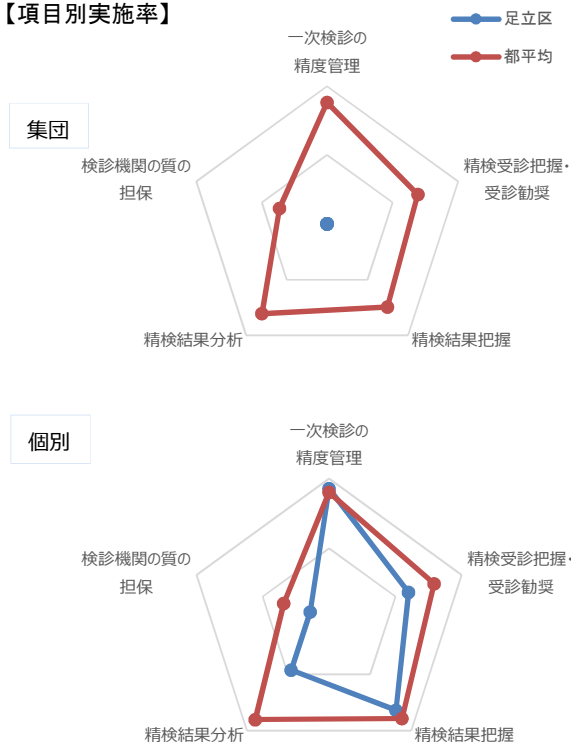 【項目別実施率】
足立区
都平均
集団
一次検診の
精度管理
精検受診把握・
受診勧奨
精検結果把握
精検結果分析
検診機関の質の
担保
個別
一次検診の
精度管理
精検受診把握・
受診勧奨
精検結果把握
精検結果分析
検診機関の質の
担保